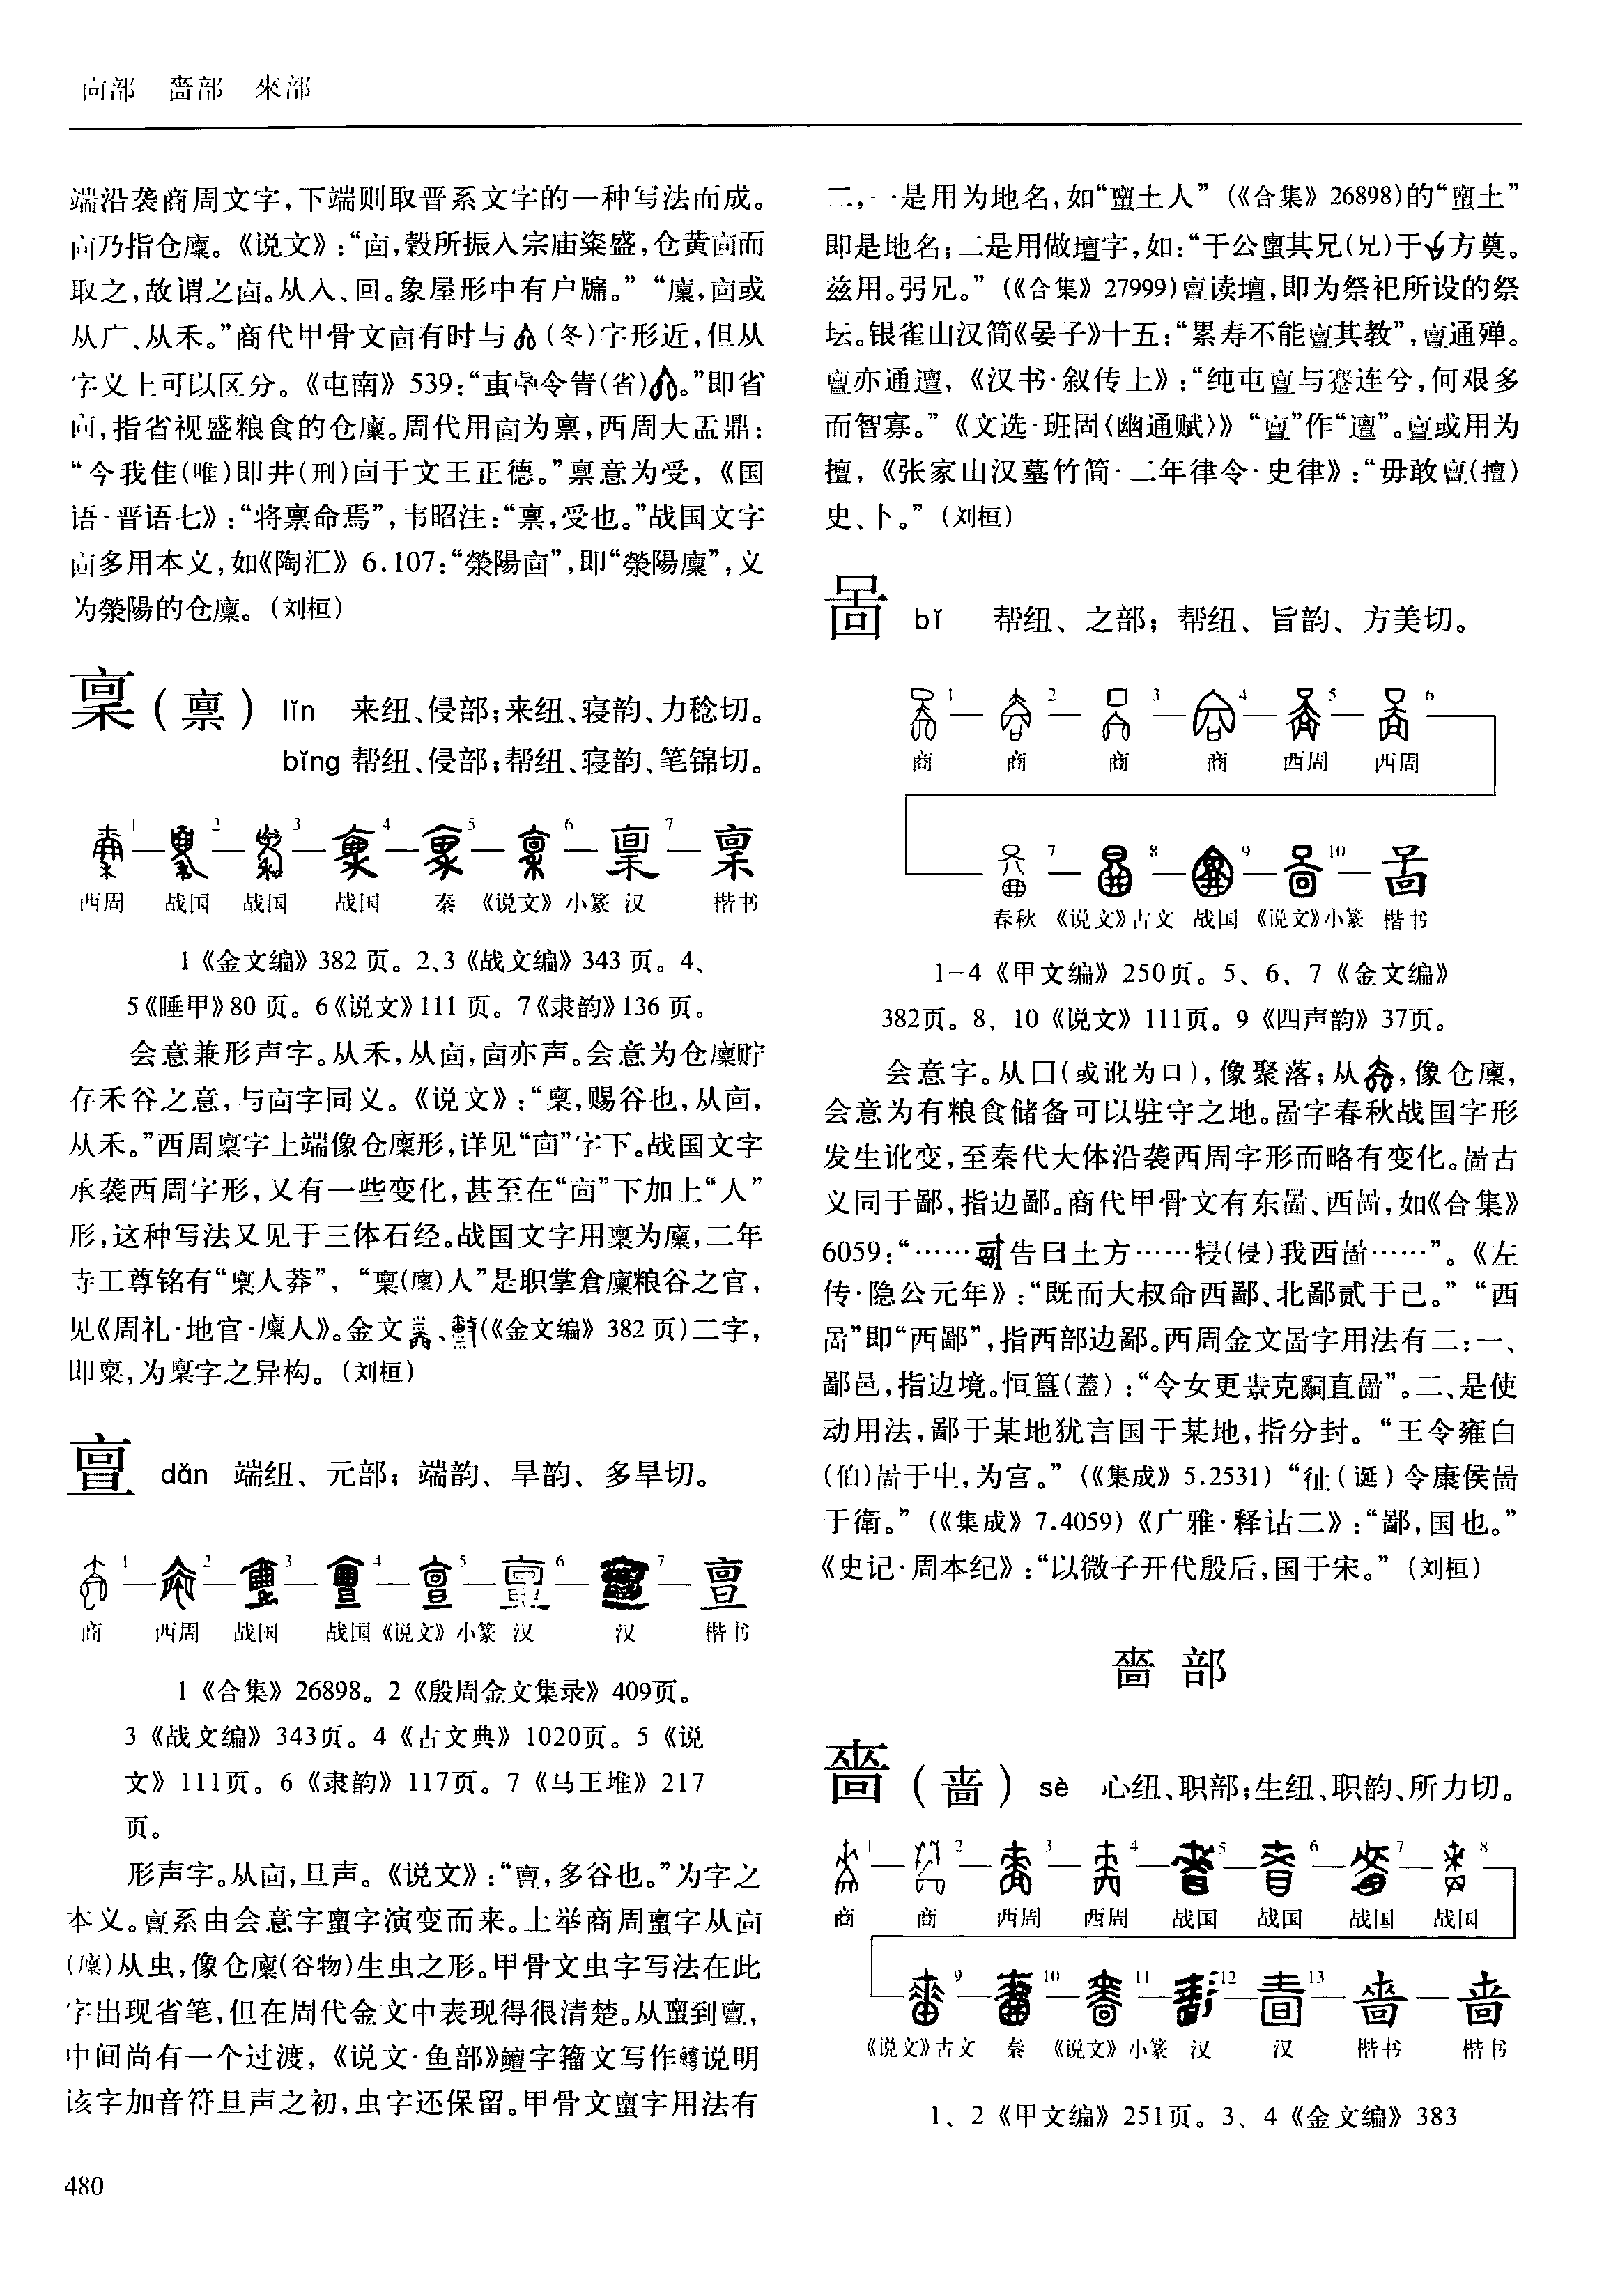 㐭部　嗇部　來部
端沿袭商周文字，下端则取晋系文字的一种写法而成。
㐭乃指仓廪。《说文》：“㐭，榖所振入宗庙粢盛，仓黄㐭而
取之，故谓之㐭。从入、回。象屋形中有户牖。”“廩，㐭或
从广、从禾。”商代甲骨文㐭有时与（冬）字形近，但从
字义上可以区分。《屯南》539：“叀令眚（省）。”即省
㐭，指省视盛粮食的仓廪。周代用㐭为禀，西周大盂鼎：
“今我隹（唯）即井（刑）㐭于文王正德。”禀意为受，《国
语·晋语七》：“将禀命焉”，韦昭注：“禀，受也。”战国文字
㐭多用本义，如《陶汇》6.107：“滎陽㐭”，即“滎陽廩”，义
为滎陽的仓廪。（刘桓）
稟（禀）lǐn　来纽、侵部；来纽、寝韵、力稔切。
bǐng 帮纽、侵部；帮纽、寝韵、笔锦切。
1 2 3 4 5 6 7 稟
西周　战国　战国　战国　秦　《说文》小篆　汉　楷书
1《金文编》382 页。2、3《战文编》343 页。4、
5《睡甲》80 页。6《说文》111 页。7《隶韵》136 页。
会意兼形声字。从禾，从㐭，㐭亦声。会意为仓廪贮
存禾谷之意，与㐭字同义。《说文》：“稟，赐谷也，从㐭，
从禾。”西周稟字上端像仓廪形，详见“㐭”字下。战国文字
承袭西周字形，又有一些变化，甚至在“㐭”下加上“人”
形，这种写法又见于三体石经。战国文字用稟为廪，二年
寺工尊铭有“稟人莽”，“稟（廪）人”是职掌倉廪粮谷之官，
见《周礼·地官·廪人》。金文、（《金文编》382 页）二字，
即稟，为稟字之异构。（刘桓）
亶　dǎn　端纽、元部；端韵、旱韵、多旱切。
1 2 3 4 5 6 7 亶
商　西周　战国　战国《说文》小篆　汉　汉　楷书
1《合集》26898。2《殷周金文集录》409页。
3《战文编》343页。4《古文典》1020页。5《说
文》111页。6《隶韵》117页。7《马王堆》217
页。
形声字。从㐭，旦声。《说文》：“亶，多谷也。”为字之
本义。亶系由会意字字演变而来。上举商周字从㐭
（廪）从虫，像仓廪（谷物）生虫之形。甲骨文虫字写法在此
字出现省笔，但在周代金文中表现得很清楚。从到亶，
中间尚有一个过渡，《说文·鱼部》鱣字籀文写作说明
该字加音符旦声之初，虫字还保留。甲骨文字用法有
二，一是用为地名，如“土人”（《合集》26898）的“土”
即是地名；二是用做壇字，如：“于公其兄（兄）于方奠。
兹用。弜兄。”（《合集》27999）亶读壇，即为祭祀所设的祭
坛。银雀山汉简《晏子》十五：“累寿不能亶其教”，亶通殚。
亶亦通邅，《汉书·叙传上》：“纯屯亶与蹇连兮，何艰多
而智寡。”《文选·班固〈幽通赋〉》“亶”作“邅”。亶或用为
擅，《张家山汉墓竹简·二年律令·史律》：“毋敢亶（擅）
史、卜。”（刘桓）
啚　bǐ　帮纽、之部；帮纽、旨韵、方美切。
1 2 3 4 5 6
商　商　商　商　西周　西周
7 8 9 10 啚
春秋　《说文》古文　战国　《说文》小篆　楷书
1—4《甲文编》250页。5、6、7《金文编》
382页。8、10《说文》111页。9《四声韵》37页。
会意字。从囗（或讹为口），像聚落；从，像仓廪，
会意为有粮食储备可以驻守之地。啚字春秋战国字形
发生讹变，至秦代大体沿袭西周字形而略有变化。啚古
义同于鄙，指边鄙。商代甲骨文有东啚、西啚，如《合集》
6059：“……告曰土方……（侵）我西啚……”。《左
传·隐公元年》：“既而大叔命西鄙、北鄙贰于己。”“西
啚”即“西鄙”，指西部边鄙。西周金文啚字用法有二：一、
鄙邑，指边境。恒簋（盖）：“令女更克嗣直啚”。二、是使
动用法，鄙于某地犹言国于某地，指分封。“王令雍白
（伯）啚于㞢，为宫。”（《集成》5.2531）“㢟（诞）令康侯啚
于衛。”（《集成》7.4059）《广雅·释诂二》：“鄙，国也。”
《史记·周本纪》：“以微子开代殷后，国于宋。”（刘桓）
嗇 部
嗇（啬）sè　心纽、职部；生纽、职韵、所力切。
1 2 3 4 5 6 7 8
商　商　西周　西周　战国　战国　战国　战国
9 10 11 12 13 嗇 啬
《说文》古文　秦　《说文》小篆　汉　汉　楷书　楷书
1、2《甲文编》251页。3、4《金文编》383
480